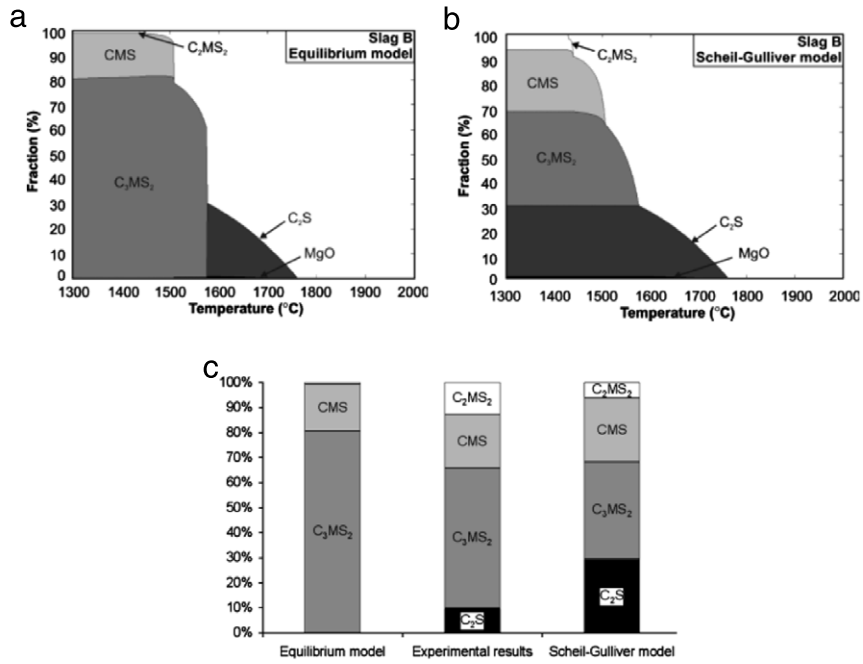 a
Slag B
Equilibrium model
100
90
80
70
60
50
40
30
20
10
0
Fraction (%)
CMS
C₂MS₂
C₃MS₂
C₂S
MgO
1300 1400 1500 1600 1700 1800 1900 2000
Temperature (°C)
b
Slag B
Scheil-Gulliver model
100
90
80
70
60
50
40
30
20
10
0
Fraction (%)
C₂MS₂
CMS
C₃MS₂
C₂S
MgO
1300 1400 1500 1600 1700 1800 1900 2000
Temperature (°C)
c
100%
90%
80%
70%
60%
50%
40%
30%
20%
10%
0%
CMS
C₃MS₂
C₂MS₂
CMS
C₃MS₂
C₂S
C₂MS₂
CMS
C₃MS₂
C₂S
Equilibrium model Experimental results Scheil-Gulliver model